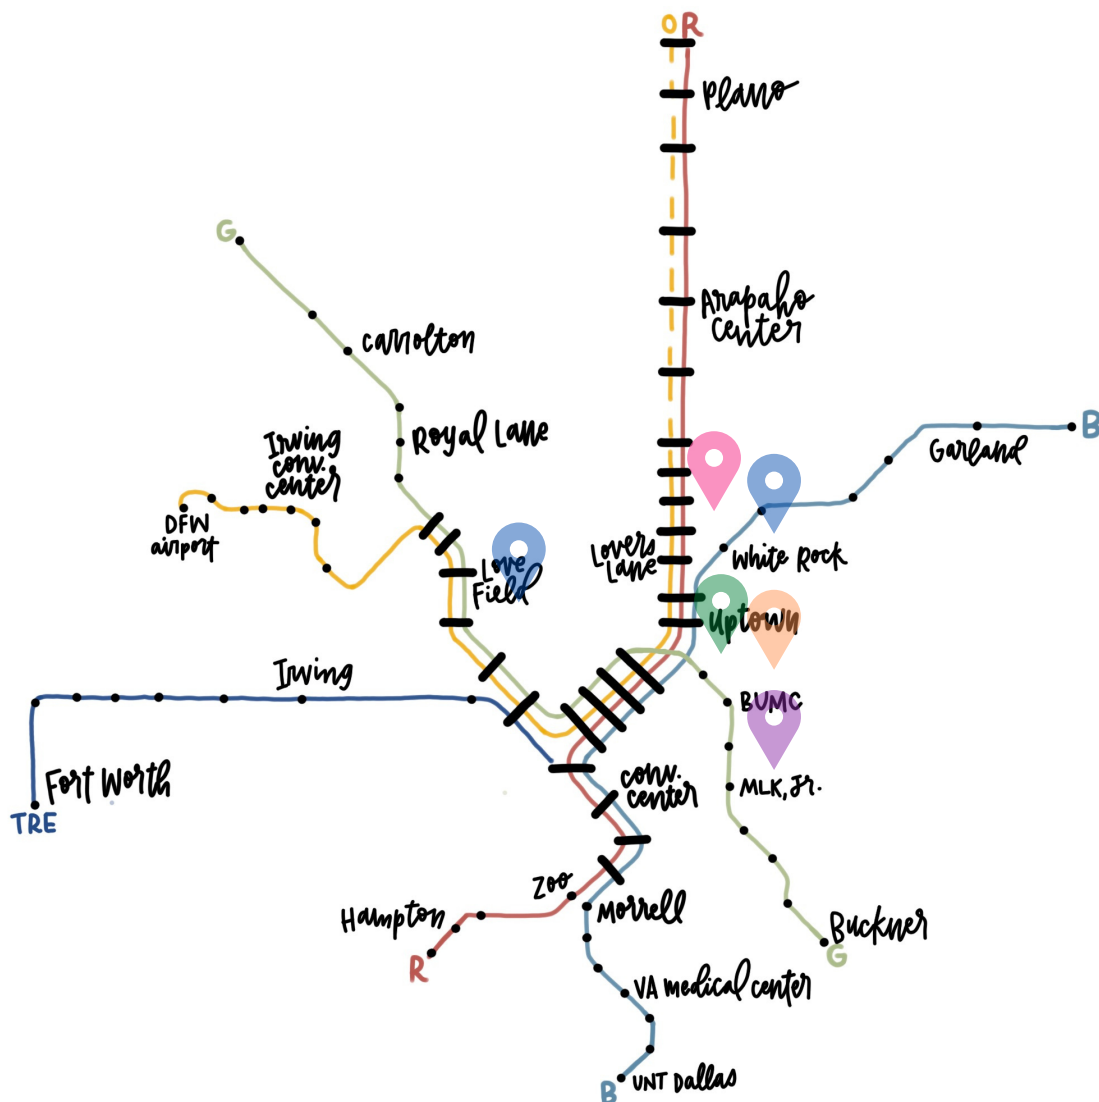 O R
Plano
G
Arapaho
Center
Carrolton
B
Royal Lane
Irving
Conv.
Center
Garland
DFW
airport
Lovers
Lane
White Rock
Love
Field
Uptown
Irving
BUMC
Fort Worth
Conv.
Center
MLK, Jr.
TRE
Zoo
Hampton
Morrell
Buckner
R
G
VA medical center
UNT Dallas
B